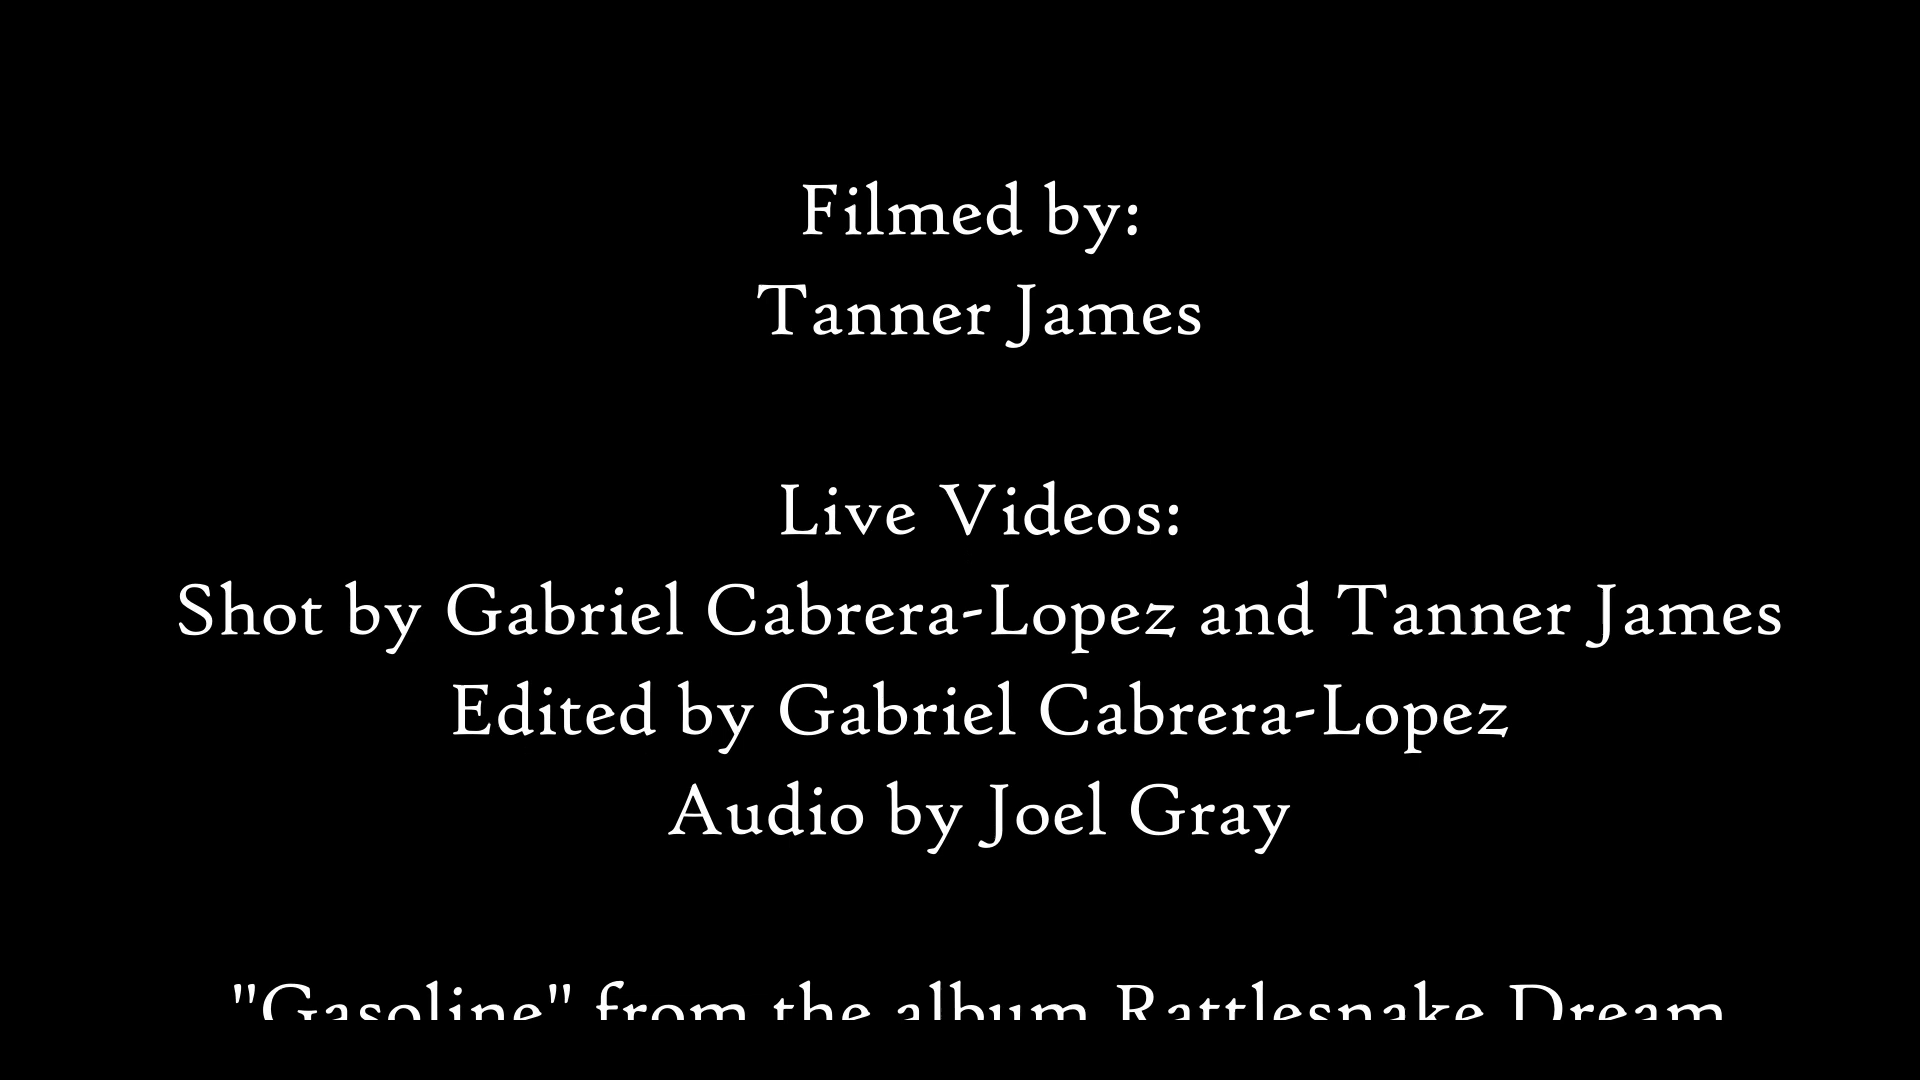 Filmed by:
Tanner James
Live Videos:
Shot by Gabriel Cabrera-Lopez and Tanner James
Edited by Gabriel Cabrera-Lopez
Audio by Joel Gray
"Gasoline" from the album Rattlesnake Dream